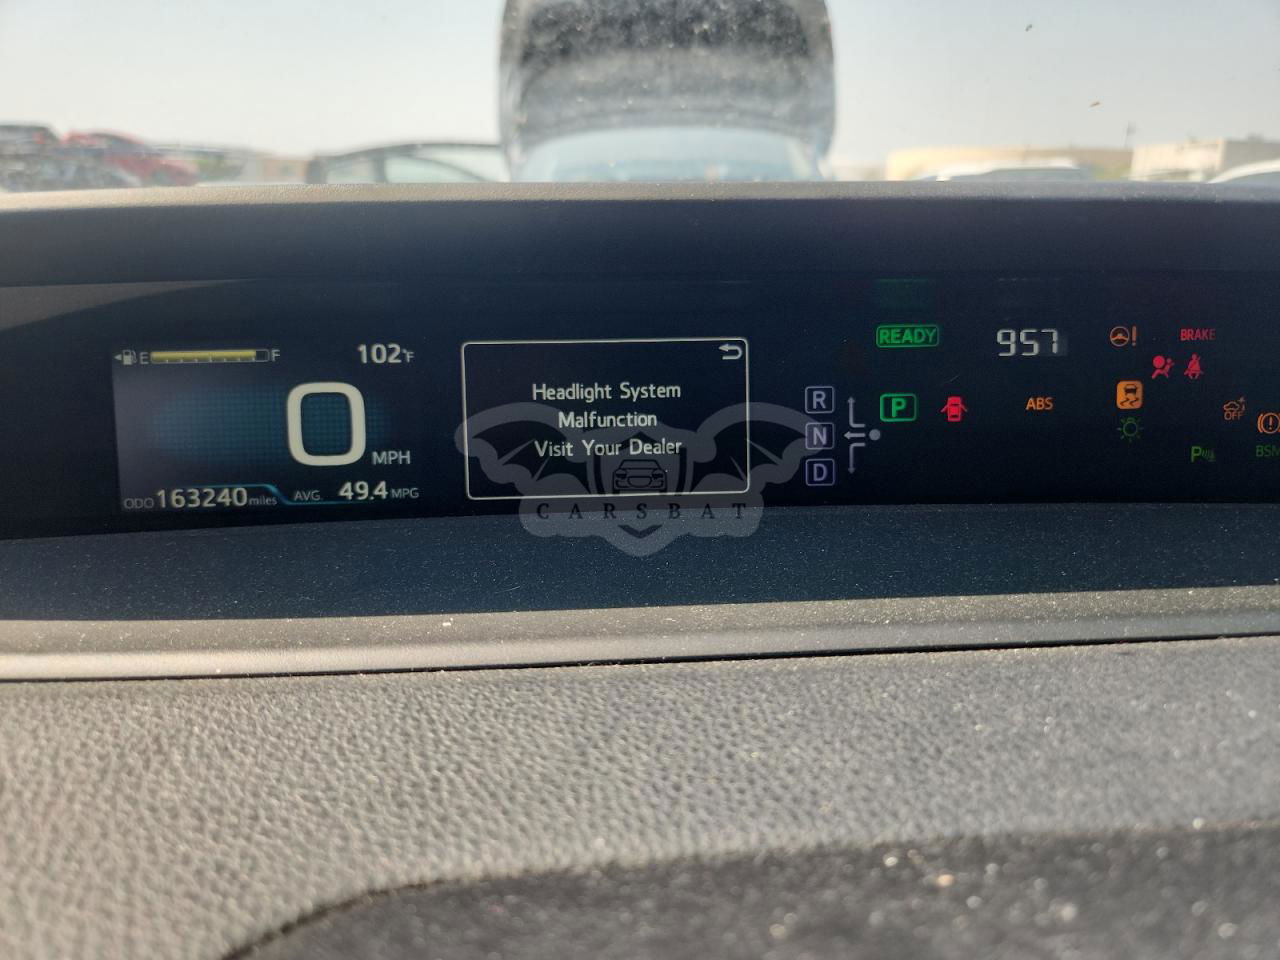 E F 102°F
0 MPH
ODO 163240 miles AVG. 49.4 MPG
Headlight System
Malfunction
Visit Your Dealer
CARSBAT
R
N
D
READY
P
957
ABS
BRAKE
OFF
P
BSM